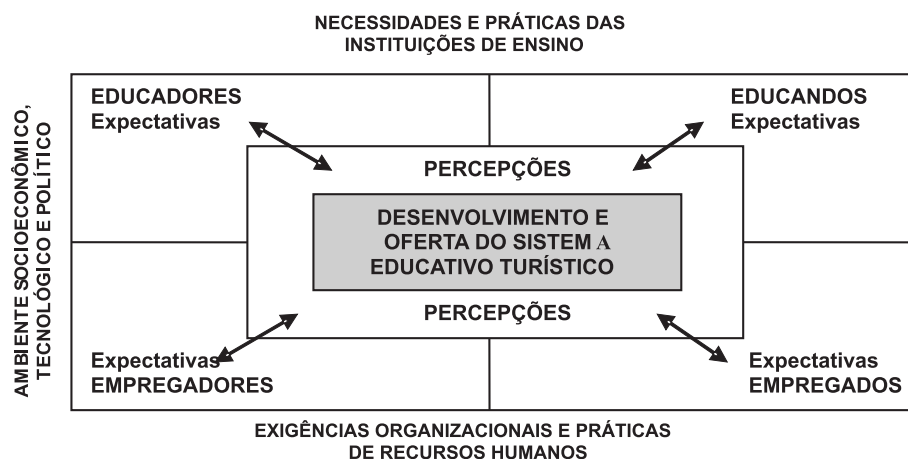 NECESSIDADES E PRÁTICAS DAS
INSTITUIÇÕES DE ENSINO
AMBIENTE SOCIOECONÔMICO,
TECNOLÓGICO E POLÍTICO
EDUCADORES
Expectativas
EDUCANDOS
Expectativas
PERCEPÇÕES
DESENVOLVIMENTO E
OFERTA DO SISTEM A
EDUCATIVO TURÍSTICO
PERCEPÇÕES
Expectativas
EMPREGADORES
Expectativas
EMPREGADOS
EXIGÊNCIAS ORGANIZACIONAIS E PRÁTICAS
DE RECURSOS HUMANOS